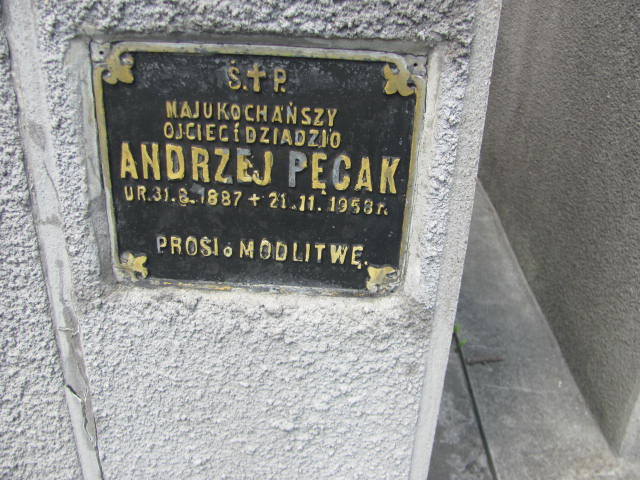 Ś.✝P.
NAJUKOCHAŃSZY
OJCIEC i DZIADZIO
ANDRZEJ PĘCAK
UR. 31.8.1887 + 21.11.1958 r.
PROSI o MODLITWĘ.